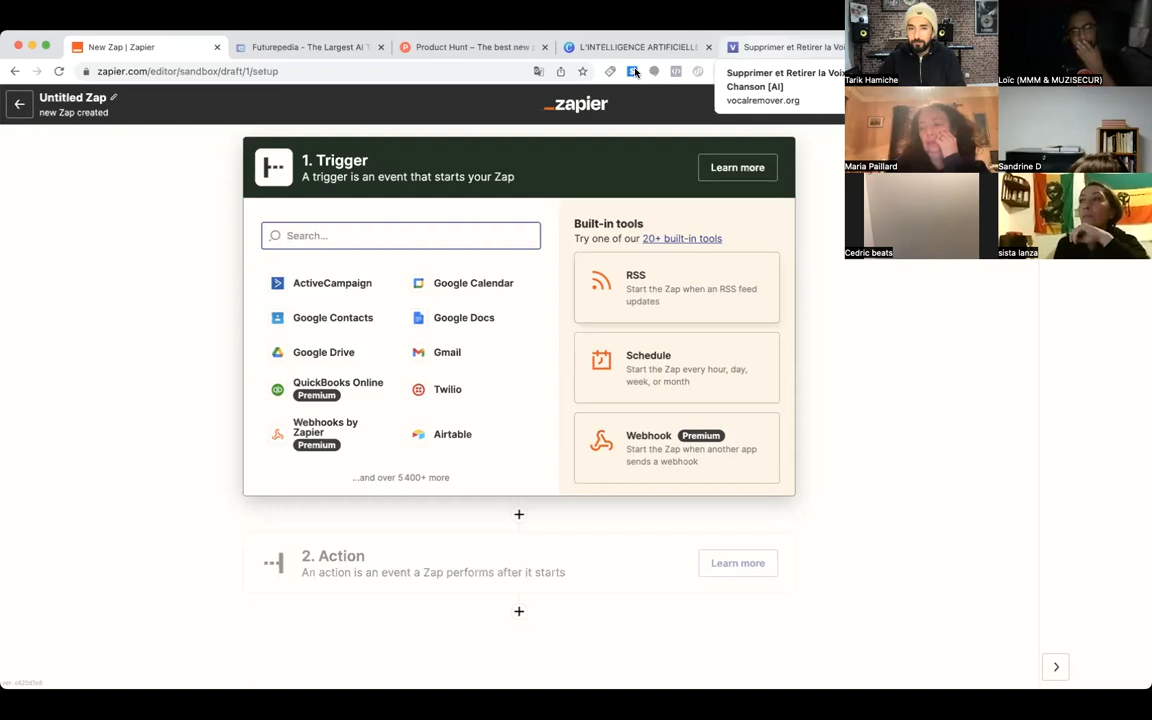 New Zap | Zapier
Futurepedia - The Largest AI T
Product Hunt – The best new p
L'INTELLIGENCE ARTIFICIELL
Supprimer et Retirer la Voi
zapier.com/editor/sandbox/draft/1/setup
Supprimer et Retirer la Voix
Chanson [AI]
vocalremover.org
Untitled Zap
new Zap created
zapier
1. Trigger
A trigger is an event that starts your Zap
Learn more
Search...
ActiveCampaign
Google Calendar
Google Contacts
Google Docs
Google Drive
Gmail
QuickBooks Online
Premium
Twilio
Webhooks by
Zapier
Premium
Airtable
...and over 5 400+ more
Built-in tools
Try one of our 20+ built-in tools
RSS
Start the Zap when an RSS feed
updates
Schedule
Start the Zap every hour, day,
week, or month
Webhook Premium
Start the Zap when another app
sends a webhook
2. Action
An action is an event a Zap performs after it starts
Learn more
Tarik Hamiche
Loïc (MMM & MUZISECUR)
Maria Paillard
Sandrine D
Cedric beats
sista lanza